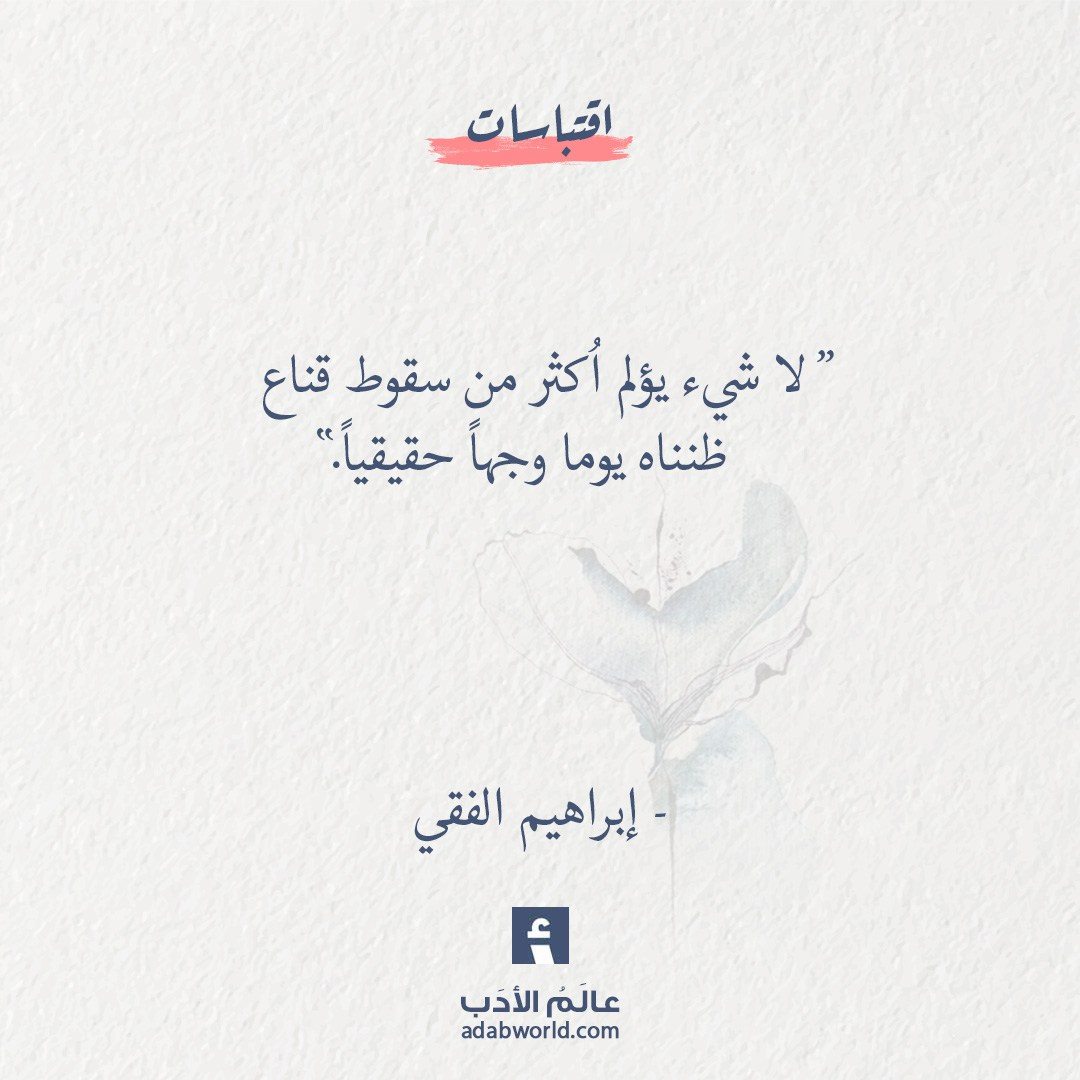 اقتباسات
” لا شيء يؤلم اُكثر من سقوط قناع
ظنناه يوما وجهاً حقيقياً.“
- إبراهيم الفقي
أ
عالَمُ الأدَب
adabworld.com